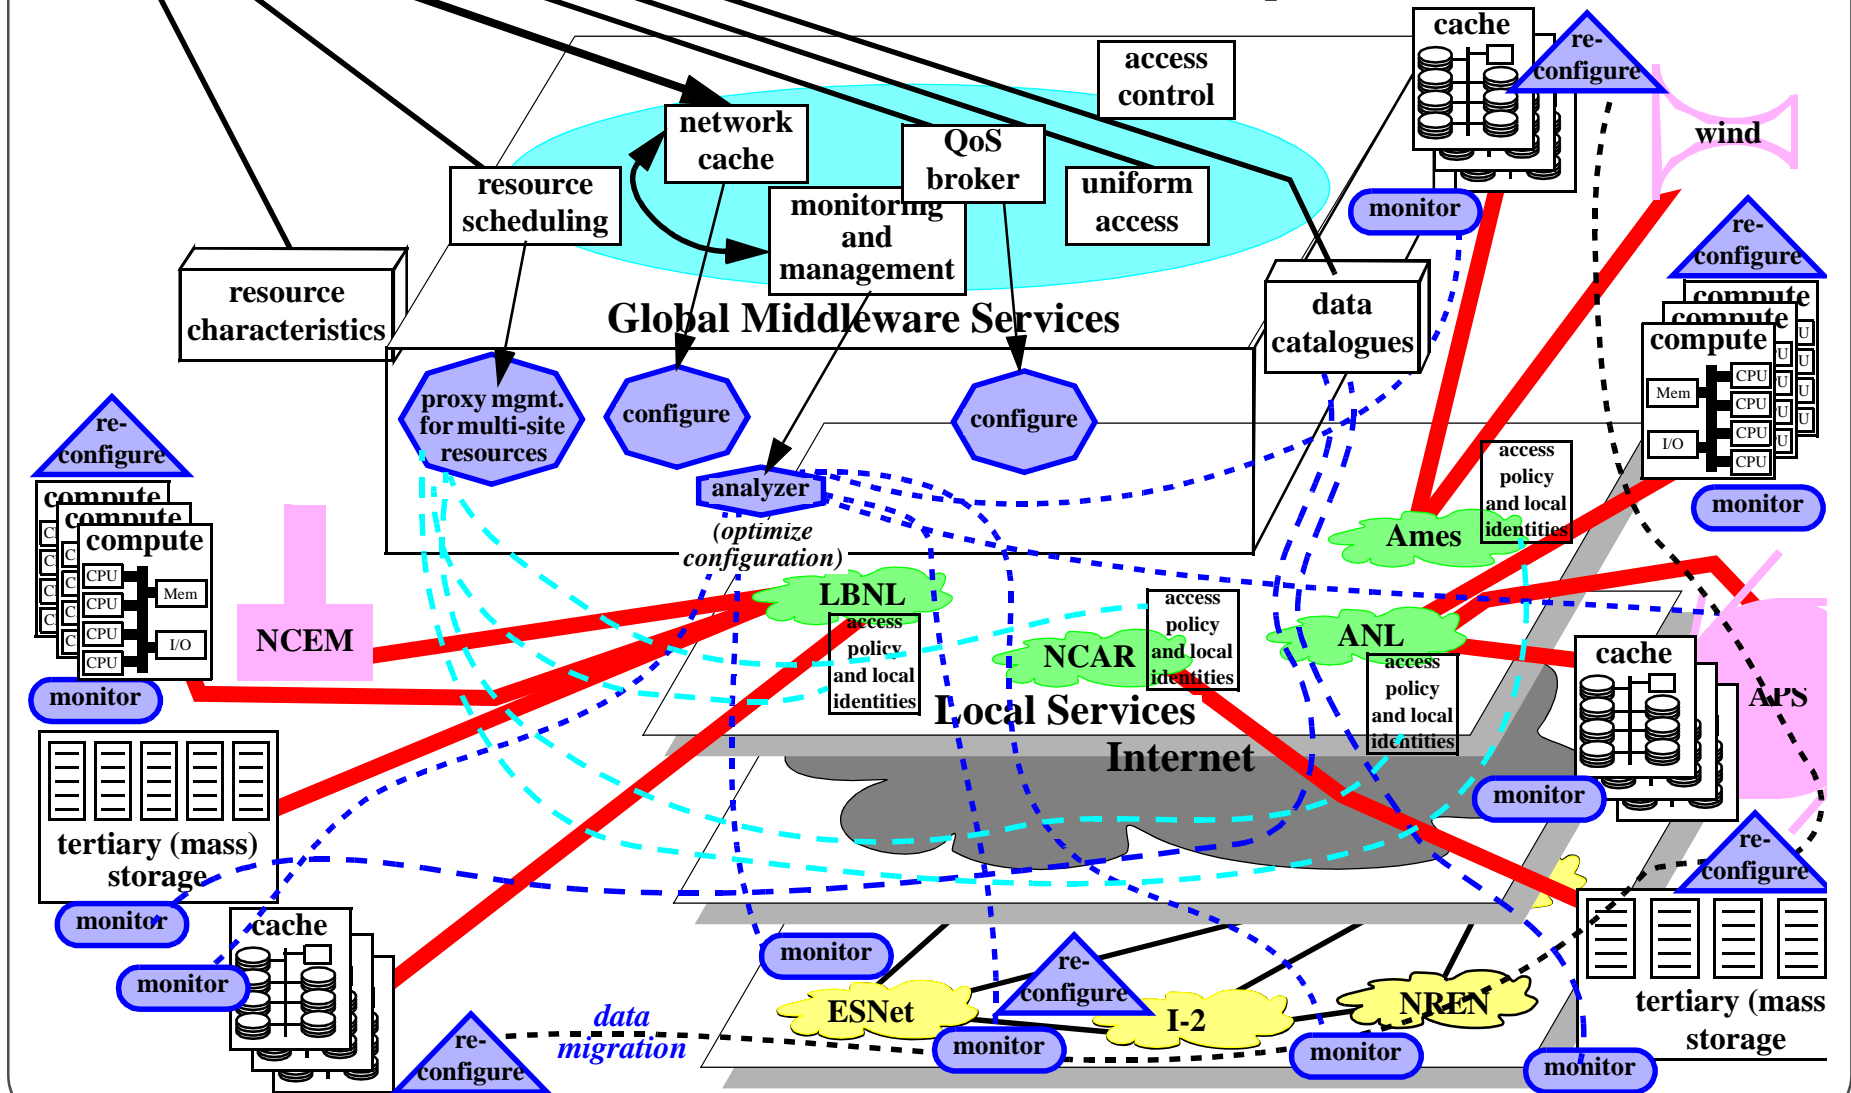 access
control
network
cache
QoS
broker
resource
scheduling
monitoring
and
management
uniform
access
resource
characteristics
data
catalogues
Global Middleware Services
proxy mgmt.
for multi-site
resources
configure
configure
analyzer
(optimize
configuration)
cache
re-
configure
monitor
wind
re-
configure
compute
compute
compute
U
U
U
U
PU
PU
PU
PU
CPU
CPU
CPU
CPU
Mem
I/O
monitor
re-
configure
compute
compute
compute
C
C
C
C
C
C
C
C
CPU
CPU
CPU
CPU
Mem
I/O
monitor
NCEM
LBNL
access
policy
and local
identities
NCAR
access
policy
and local
identities
Ames
access
policy
and local
identities
ANL
access
policy
and local
identities
Local Services
Internet
cache
monitor
APS
tertiary (mass)
storage
monitor
cache
monitor
re-
configure
data
migration
monitor
ESNet
re-
configure
monitor
I-2
NREN
monitor
monitor
re-
configure
tertiary (mass
storage